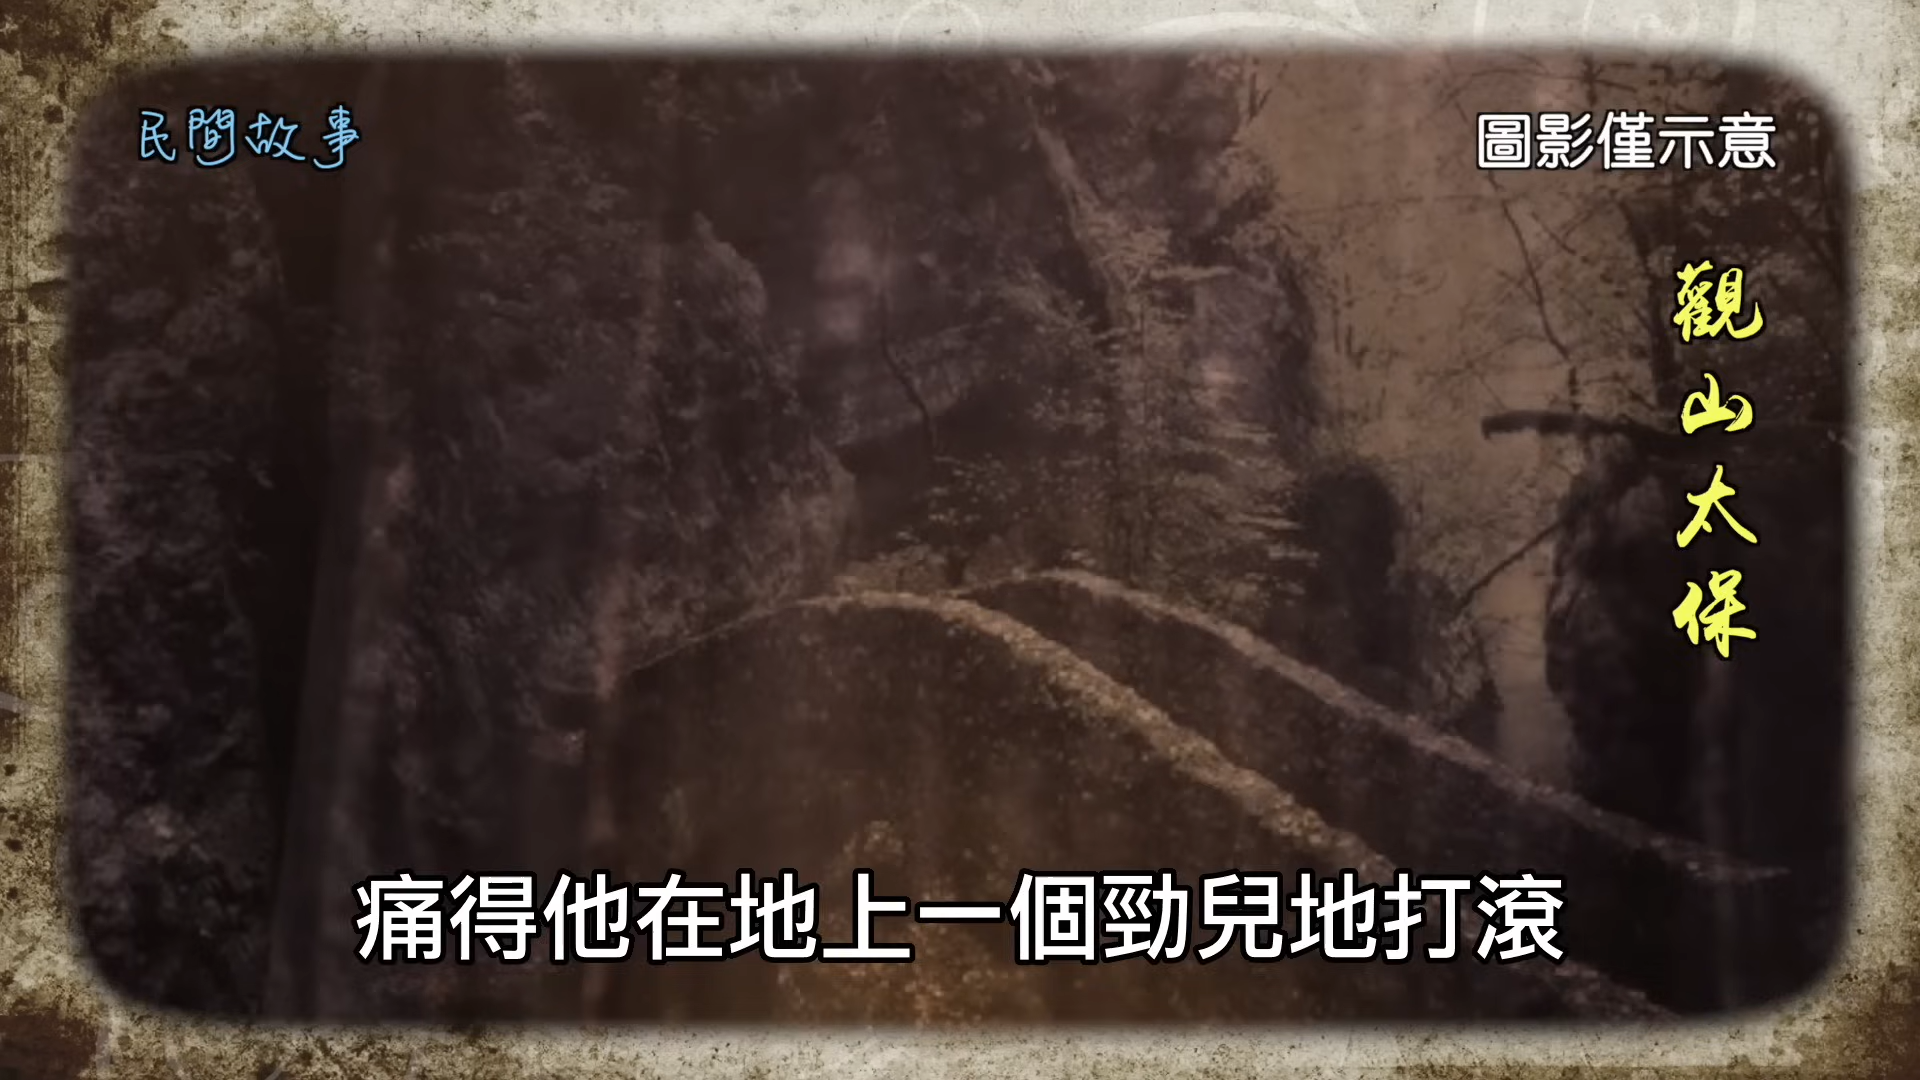 民間故事
圖影僅示意
觀山太保
痛得他在地上一個勁兒地打滾